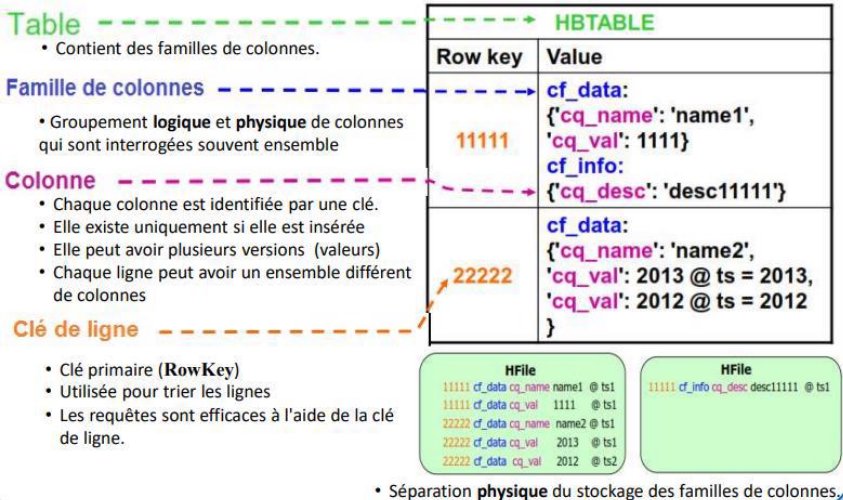 Table
• Contient des familles de colonnes.
Famille de colonnes
• Groupement logique et physique de colonnes
qui sont interrogées souvent ensemble
Colonne
• Chaque colonne est identifiée par une clé.
• Elle existe uniquement si elle est insérée
• Elle peut avoir plusieurs versions (valeurs)
• Chaque ligne peut avoir un ensemble différent
de colonnes
Clé de ligne
• Clé primaire (RowKey)
• Utilisée pour trier les lignes
• Les requêtes sont efficaces à l'aide de la clé
de ligne.
HBTABLE
Row key Value
11111
cf_data:
{'cq_name': 'name1',
'cq_val': 1111}
cf_info:
{'cq_desc': 'desc11111'}
22222
cf_data:
{'cq_name': 'name2',
'cq_val': 2013 @ ts = 2013,
'cq_val': 2012 @ ts = 2012
}
HFile
11111 cf_data cq_name name1 @ ts1
11111 cf_data cq_val 1111 @ ts1
22222 cf_data cq_name name2 @ ts1
22222 cf_data cq_val 2013 @ ts1
22222 cf_data cq_val 2012 @ ts2
HFile
11111 cf_info cq_desc desc11111 @ ts1
• Séparation physique du stockage des familles de colonnes.